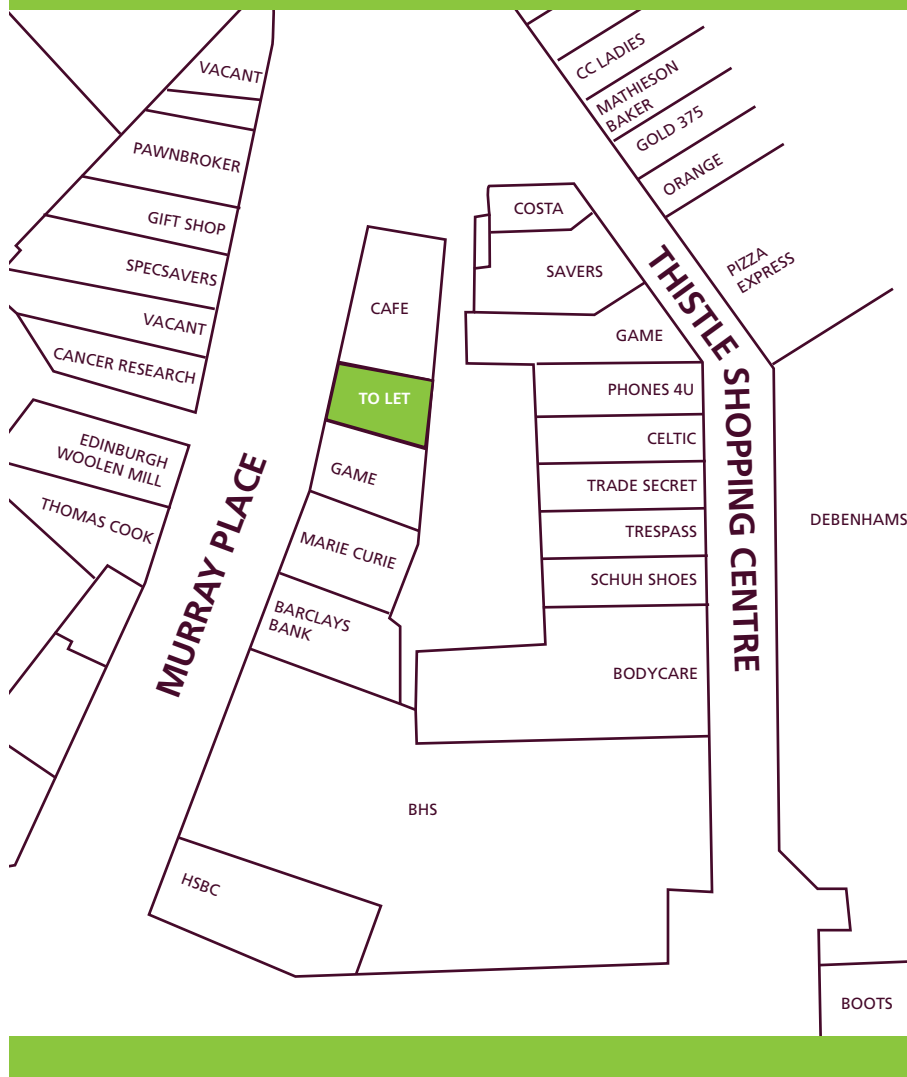 VACANT
PAWNBROKER
GIFT SHOP
SPECSAVERS
VACANT
CANCER RESEARCH
EDINBURGH
WOOLEN MILL
THOMAS COOK
MURRAY PLACE
CAFE
TO LET
GAME
MARIE CURIE
BARCLAYS
BANK
HSBC
BHS
COSTA
SAVERS
GAME
PHONES 4U
CELTIC
TRADE SECRET
TRESPASS
SCHUH SHOES
BODYCARE
THISTLE SHOPPING CENTRE
CC LADIES
MATHIESON
BAKER
GOLD 375
ORANGE
PIZZA
EXPRESS
DEBENHAMS
BOOTS